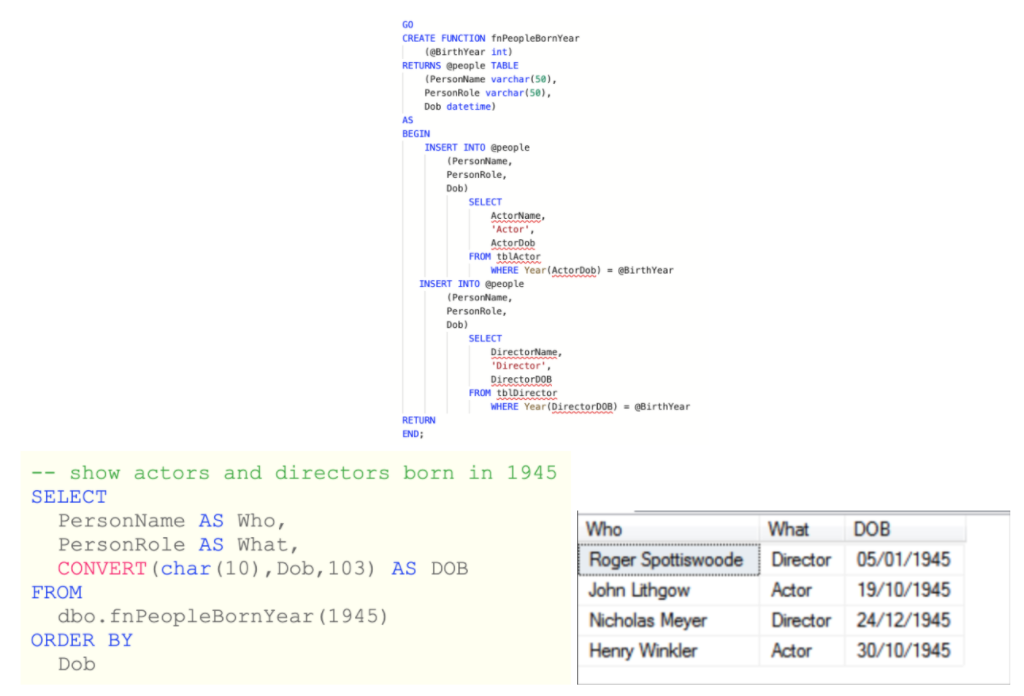 GO
CREATE FUNCTION fnPeopleBornYear
(@BirthYear int)
RETURNS @people TABLE
(PersonName varchar(50),
PersonRole varchar(50),
Dob datetime)
AS
BEGIN
INSERT INTO @people
(PersonName,
PersonRole,
Dob)
SELECT
ActorName,
'Actor',
ActorDob
FROM tblActor
WHERE Year(ActorDob) = @BirthYear
INSERT INTO @people
(PersonName,
PersonRole,
Dob)
SELECT
DirectorName,
'Director',
DirectorDOB
FROM tblDirector
WHERE Year(DirectorDOB) = @BirthYear
RETURN
END;
-- show actors and directors born in 1945
SELECT
PersonName AS Who,
PersonRole AS What,
CONVERT(char(10),Dob,103) AS DOB
FROM
dbo.fnPeopleBornYear(1945)
ORDER BY
Dob
Who What DOB
Roger Spottiswoode Director 05/01/1945
John Lithgow Actor 19/10/1945
Nicholas Meyer Director 24/12/1945
Henry Winkler Actor 30/10/1945